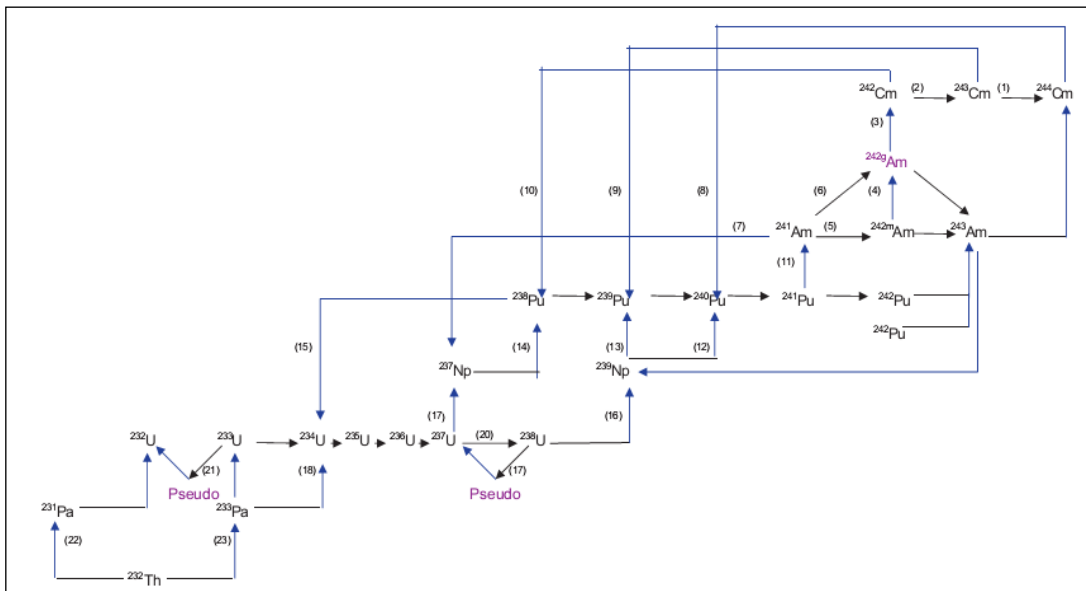 ²⁴²Cm (2) ²⁴³Cm (1) ²⁴⁴Cm
(3)
²⁴²ᵍAm
(10) (9) (8) (6) (4)
(7) ²⁴¹Am (5) ²⁴²ᵐAm ²⁴³Am
(11)
²³⁸Pu ²³⁹Pu ²⁴⁰Pu ²⁴¹Pu ²⁴²Pu
²⁴²Pu
(15) (14) (13) (12)
²³⁷Np ²³⁹Np
(17) (16)
²³²U ²³³U ²³⁴U ²³⁵U ²³⁶U ²³⁷U (20) ²³⁸U
(21) (18) (17)
Pseudo Pseudo
²³¹Pa ²³³Pa
(22) (23)
²³²Th